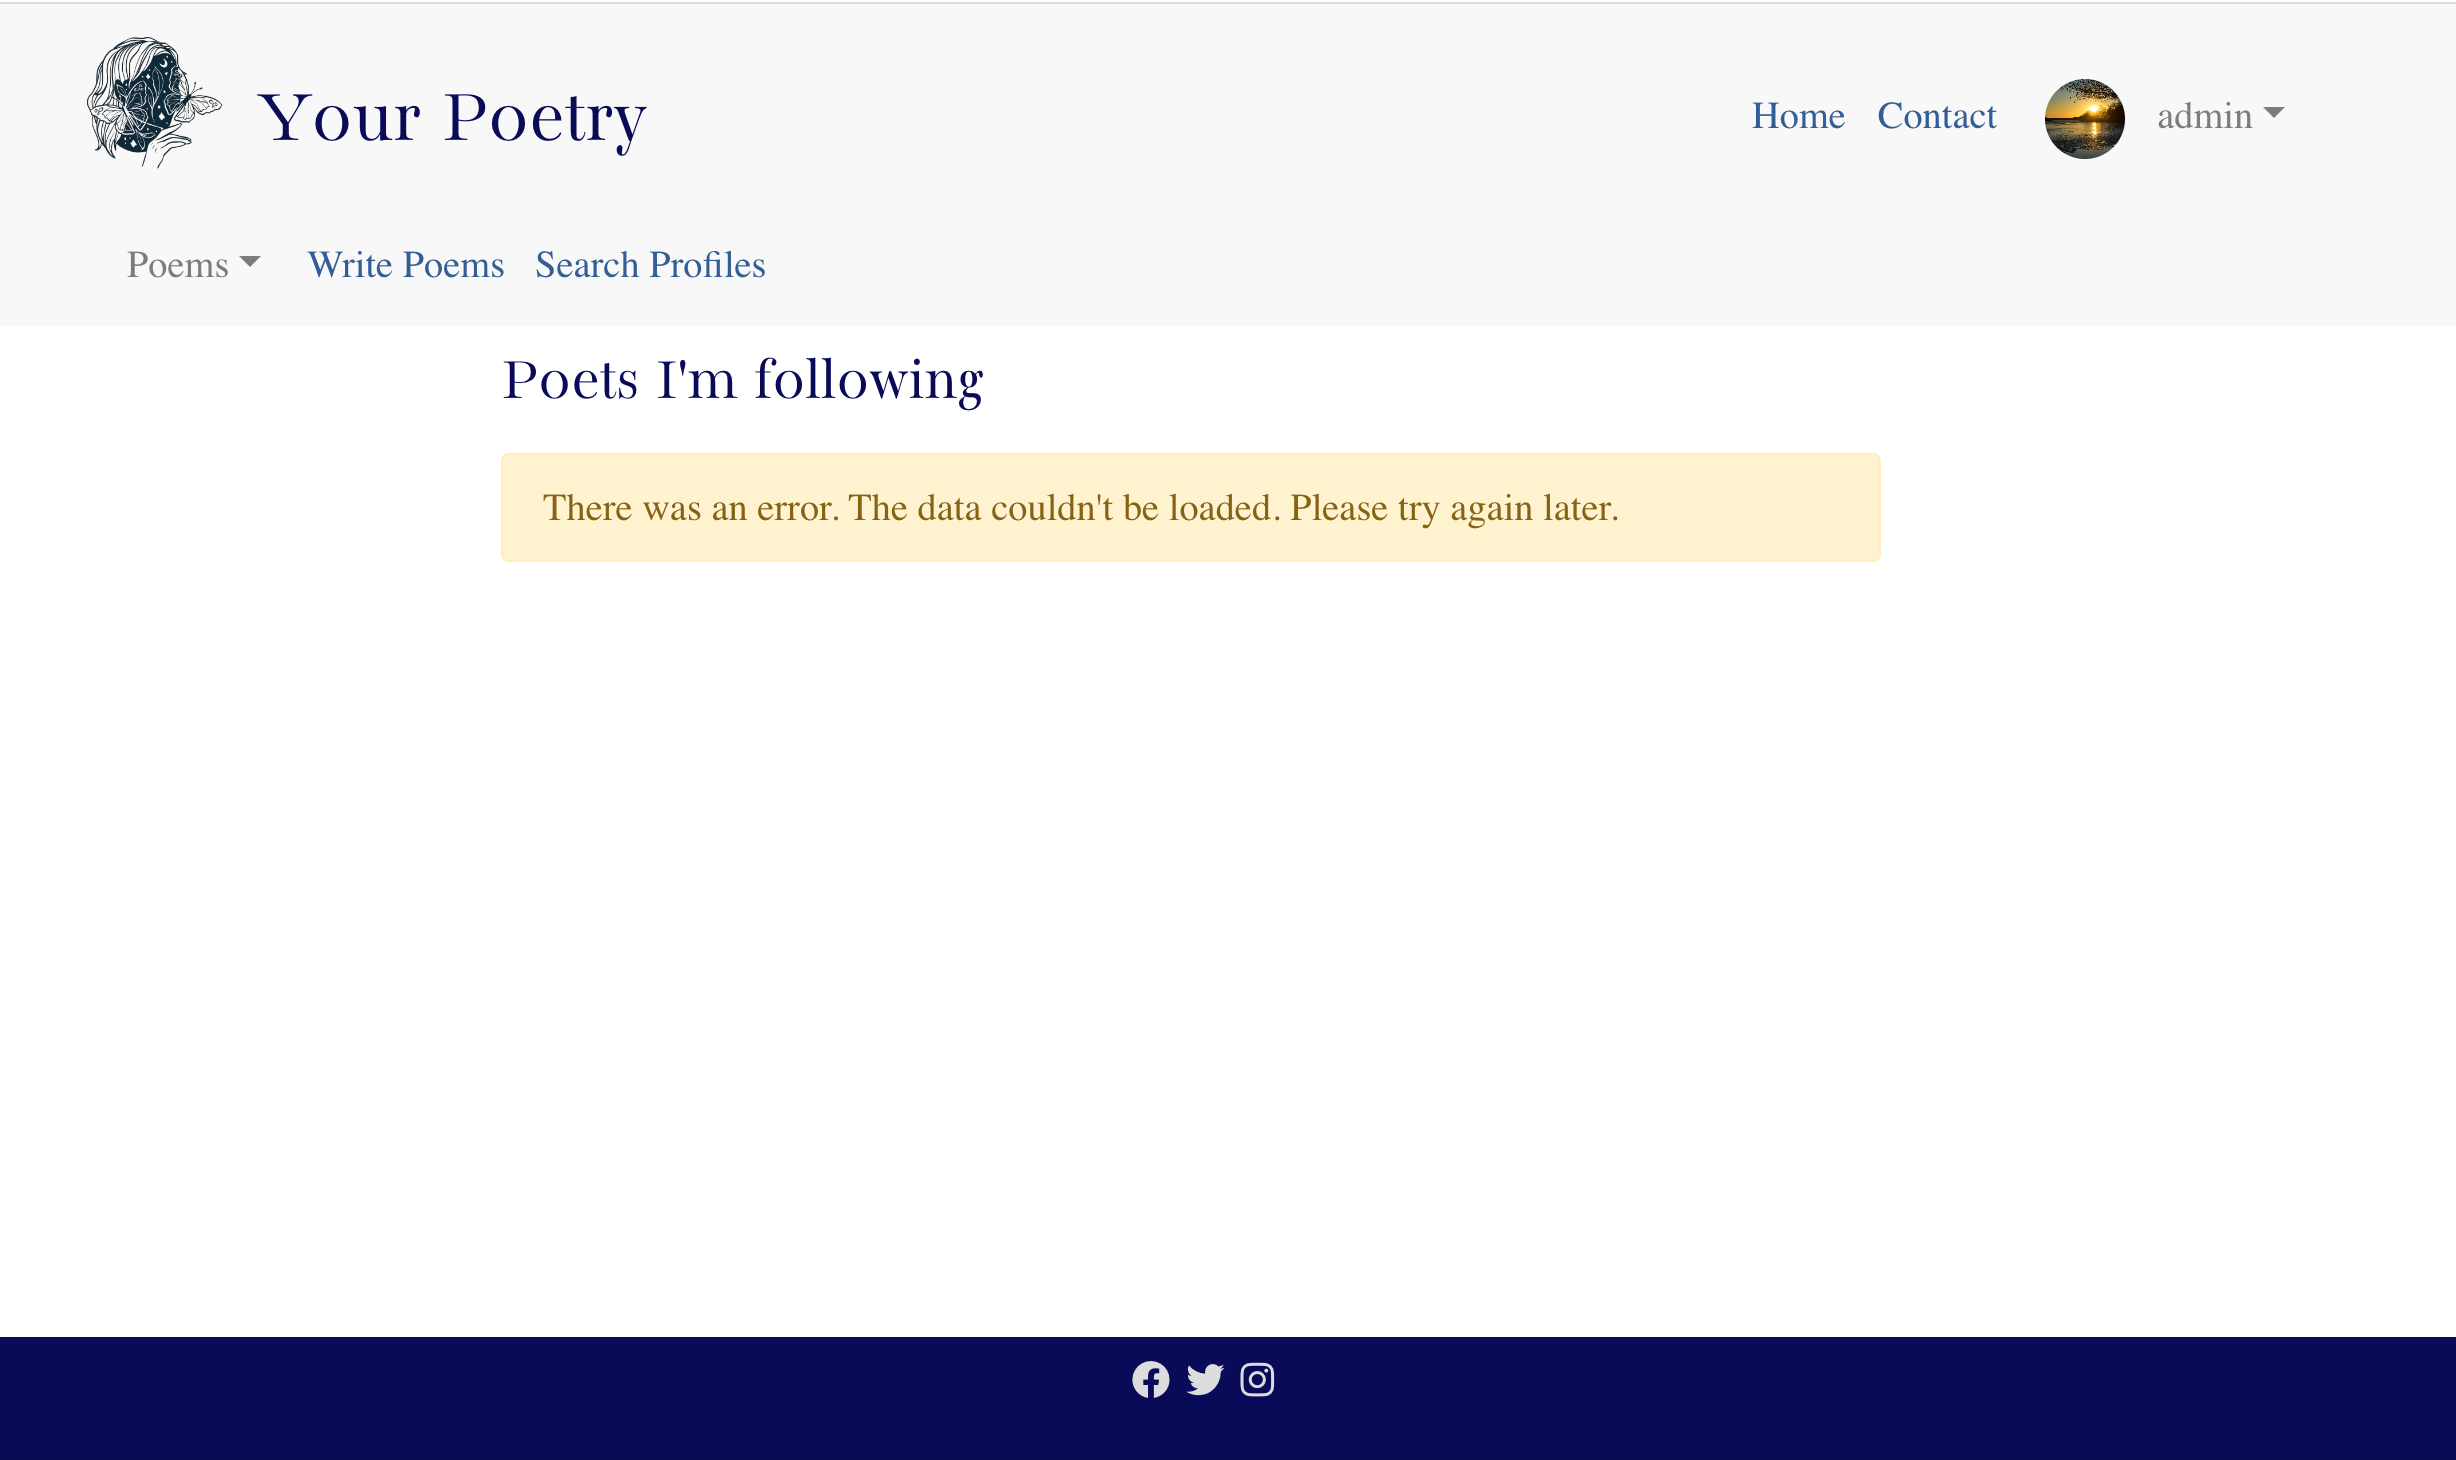 Your Poetry
Home Contact admin
Poems Write Poems Search Profiles
Poets I'm following
There was an error. The data couldn't be loaded. Please try again later.